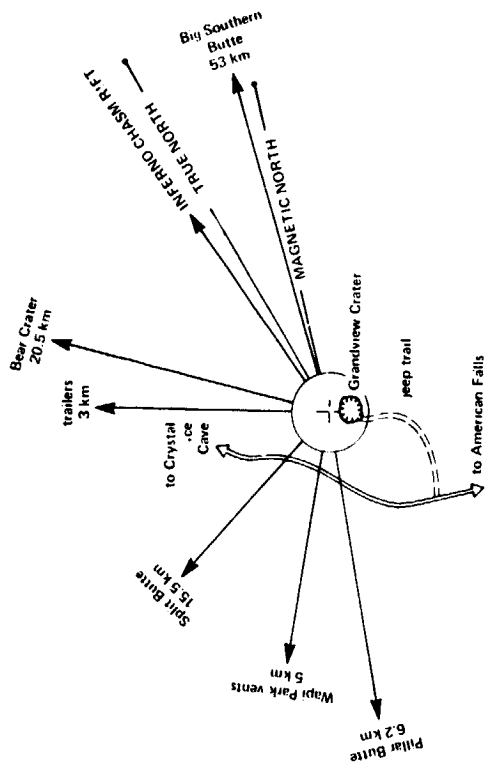 Big Southern
Butte
53 km
INFERNO CHASM RIFT
TRUE NORTH
MAGNETIC NORTH
Bear Crater
20.5 km
trailers
3 km
to Crystal
.ce
Cave
Grandview Crater
jeep trail
to American Falls
Split Butte
15.5 km
Wapi Park vents
5 km
Pillar Butte
6.2 km